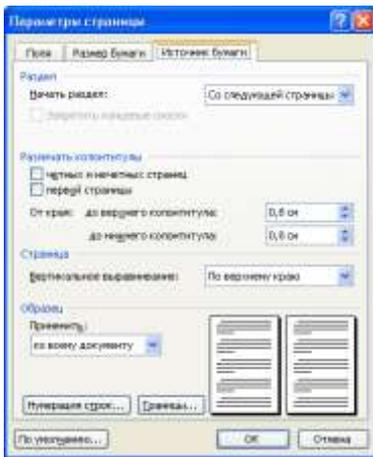 Параметры страницы
Поля Размер бумаги Источник бумаги
Раздел
Начать раздел: Со следующей страницы
Запретить концевые сноски
Различать колонтитулы
четных и нечетных страниц
первой страницы
От края: до верхнего колонтитула: 0,6 см
до нижнего колонтитула: 0,6 см
Страница
Вертикальное выравнивание: По верхнему краю
Образец
Применить:
ко всему документу
Нумерация строк... Границы...
По умолчанию... ОК Отмена